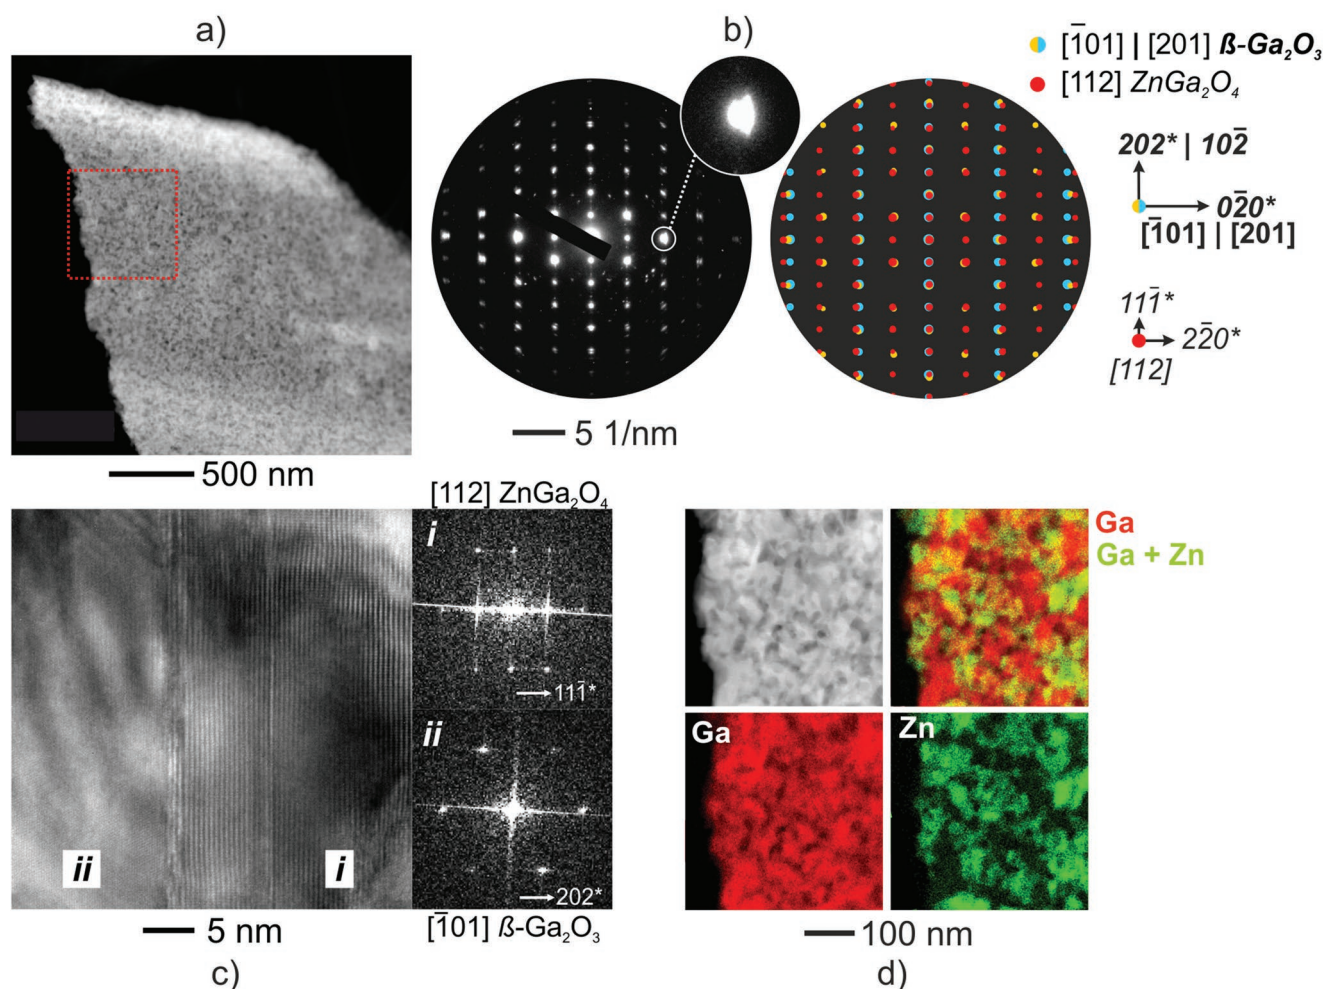 a)
b)
[1̄01] | [201] ß-Ga₂O₃
[112] ZnGa₂O₄
202* | 102̄
02̄0*
[1̄01] | [201]
111̄*
22̄0*
[112]
5 1/nm
500 nm
[112] ZnGa₂O₄
i
111̄*
ii
202*
[1̄01] ß-Ga₂O₃
ii
i
5 nm
c)
Ga
Ga + Zn
Ga
Zn
100 nm
d)